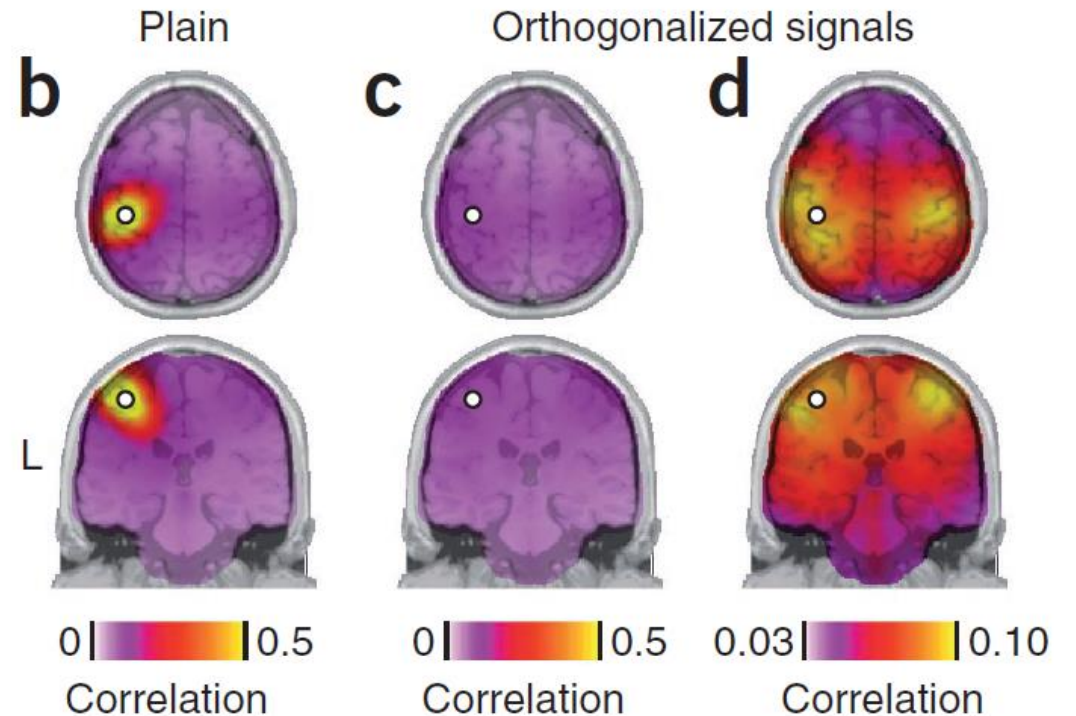 Plain
Orthogonalized signals
b
c
d
L
0 0.5
0 0.5
0.03 0.10
Correlation
Correlation
Correlation